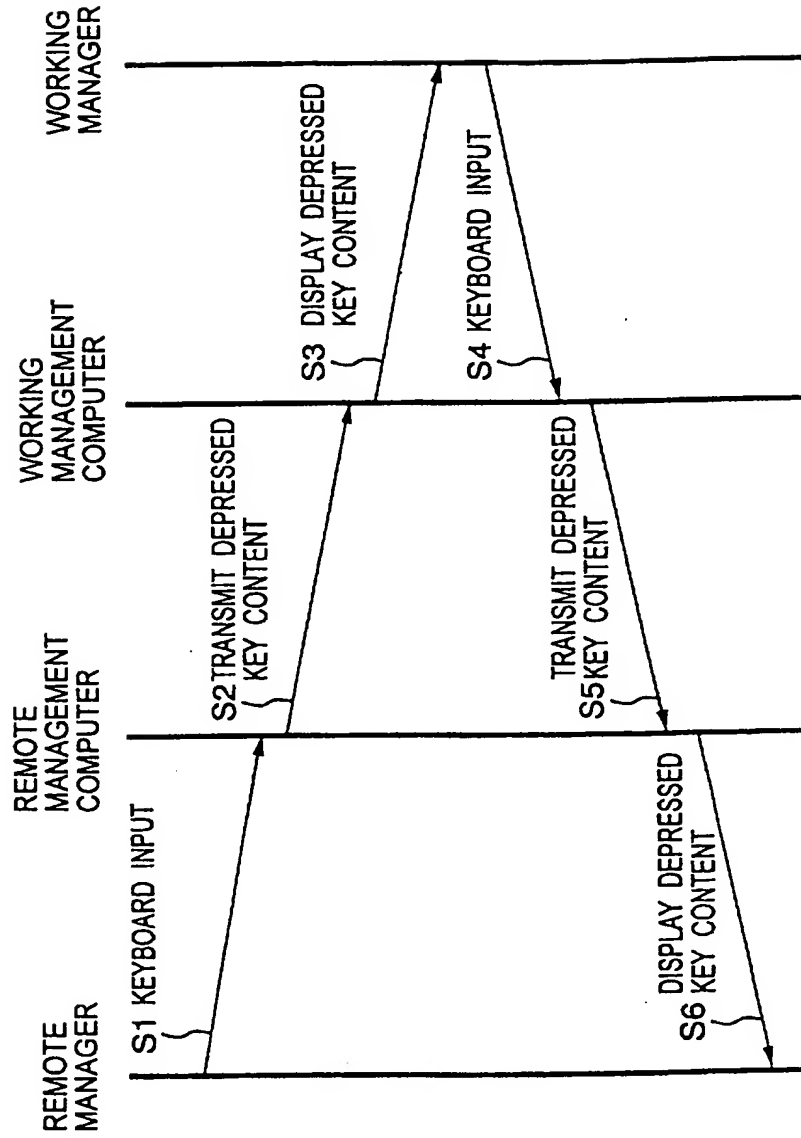 REMOTE
MANAGER
REMOTE
MANAGEMENT
COMPUTER
WORKING
MANAGEMENT
COMPUTER
WORKING
MANAGER
S1 KEYBOARD INPUT
S2 TRANSMIT DEPRESSED
KEY CONTENT
S3 DISPLAY DEPRESSED
KEY CONTENT
S4 KEYBOARD INPUT
TRANSMIT DEPRESSED
S5 KEY CONTENT
DISPLAY DEPRESSED
S6 KEY CONTENT